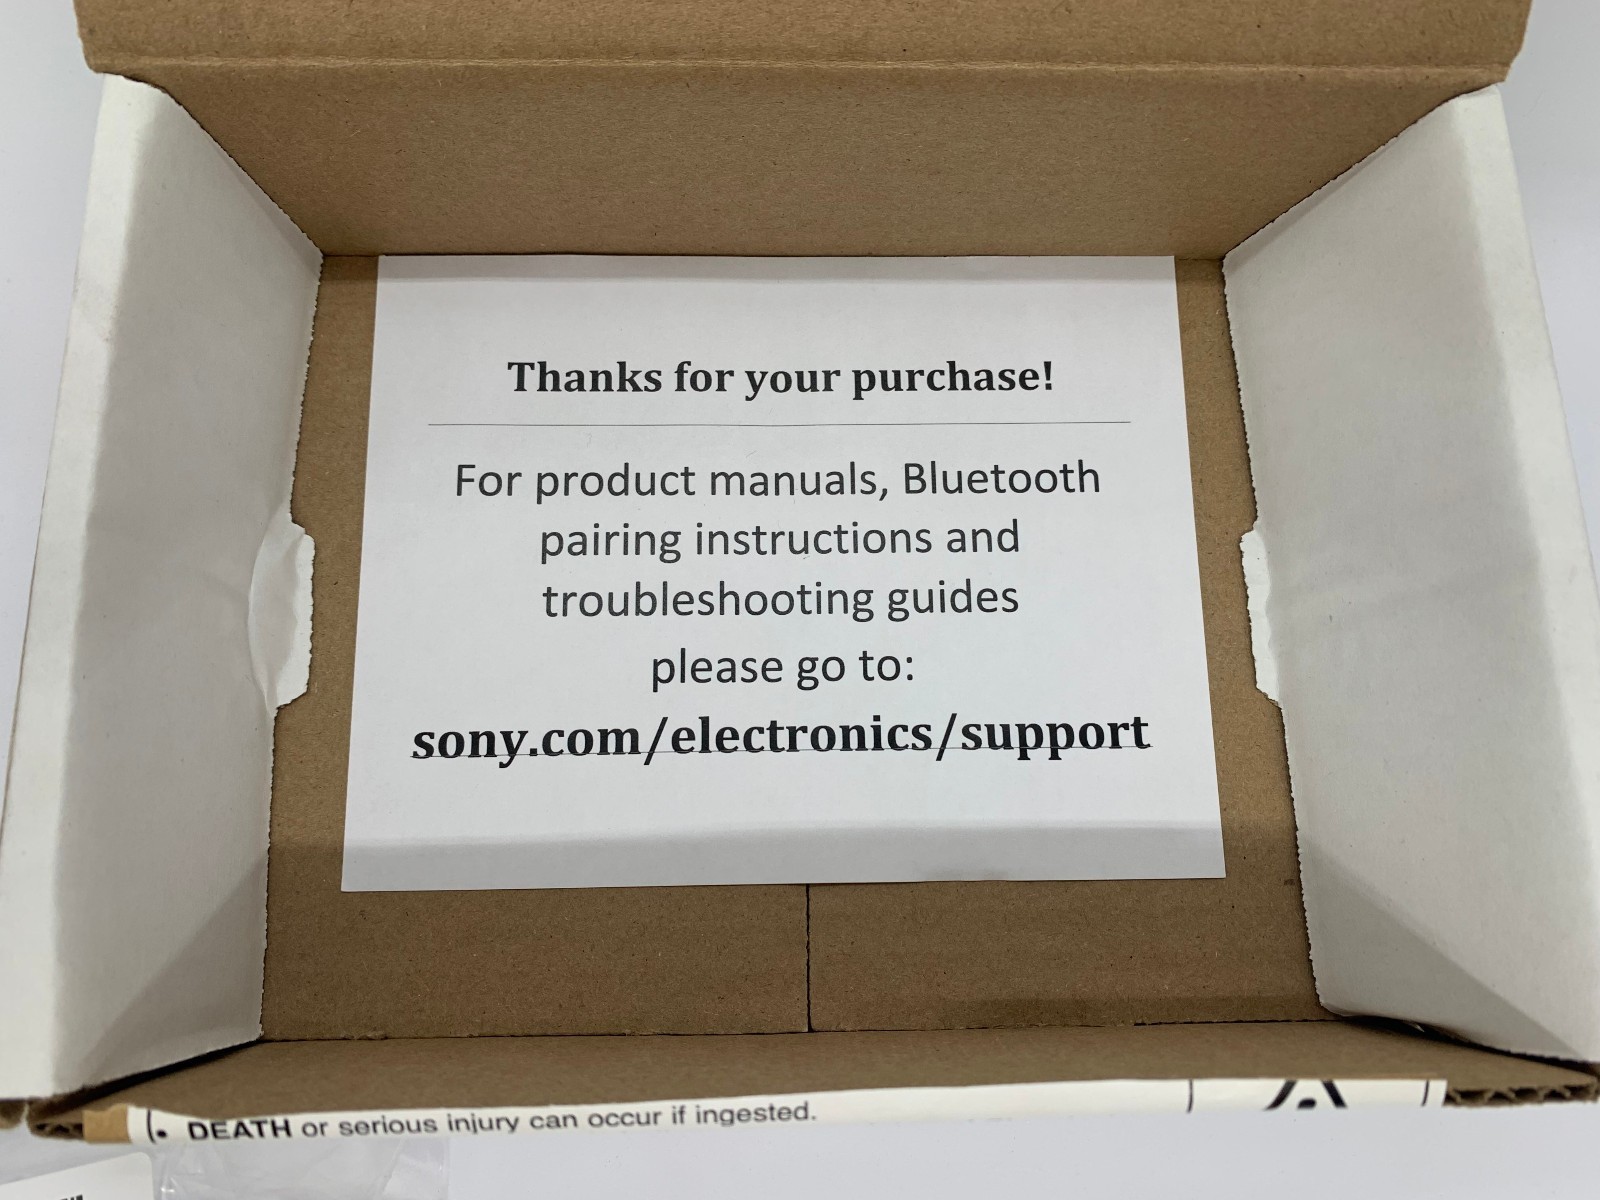 Thanks for your purchase!
For product manuals, Bluetooth
pairing instructions and
troubleshooting guides
please go to:
sony.com/electronics/support
• DEATH or serious injury can occur if ingested.